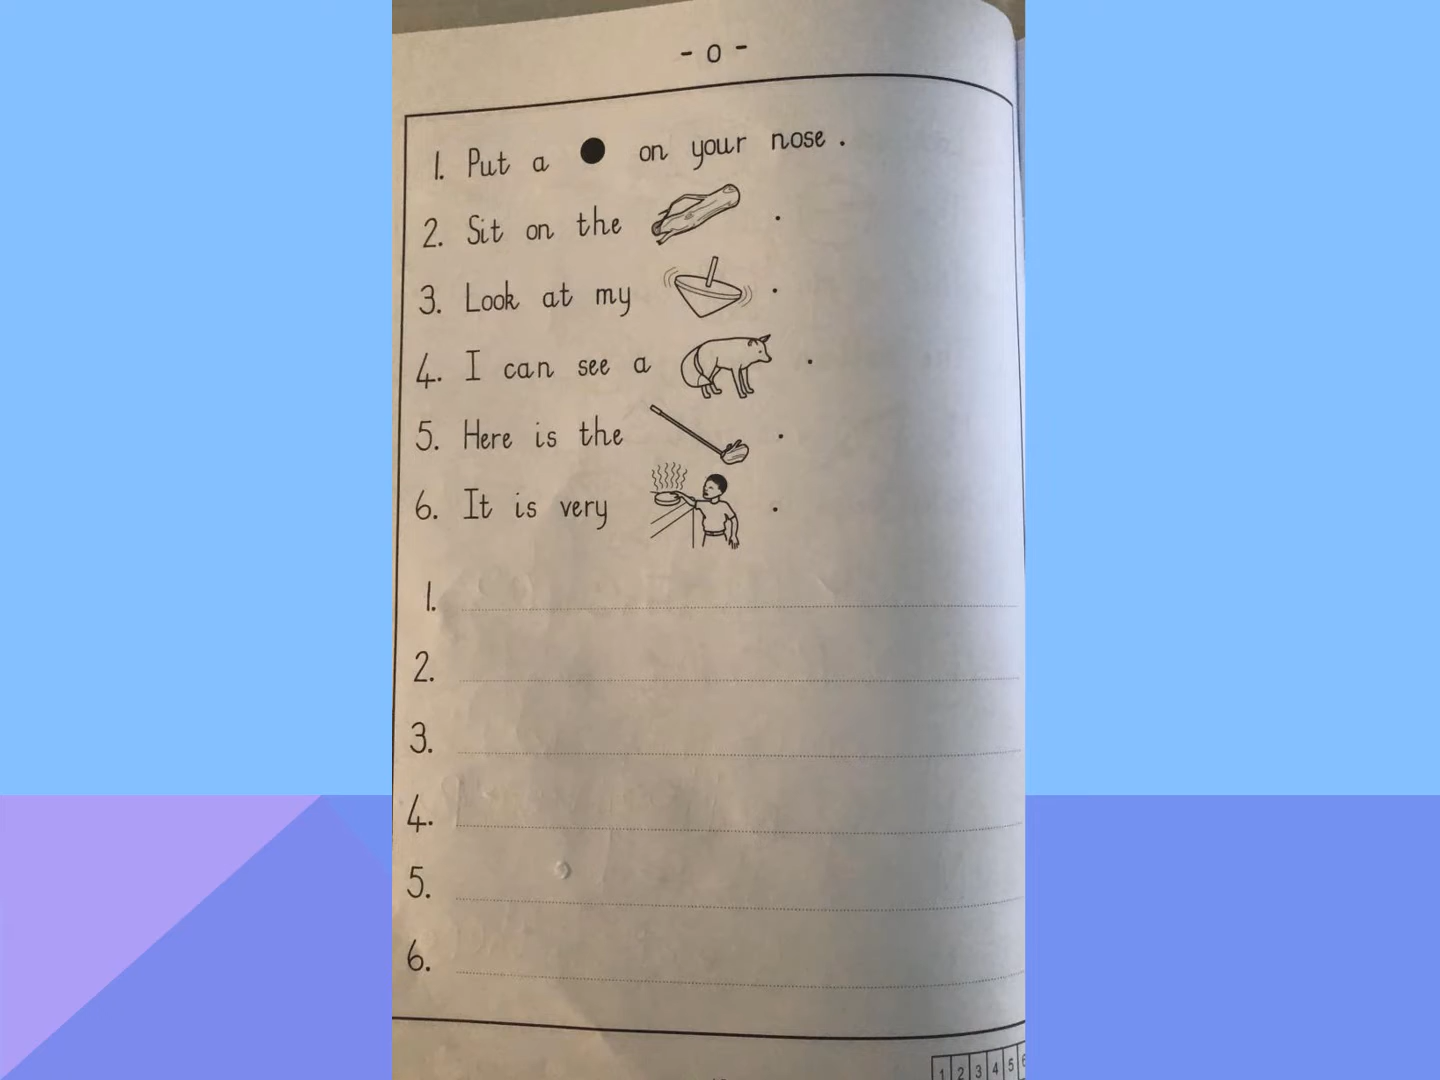 - o -
1. Put a on your nose .
2. Sit on the .
3. Look at my .
4. I can see a .
5. Here is the .
6. It is very .
1.
2.
3.
4.
5.
6.
1 2 3 4 5 6